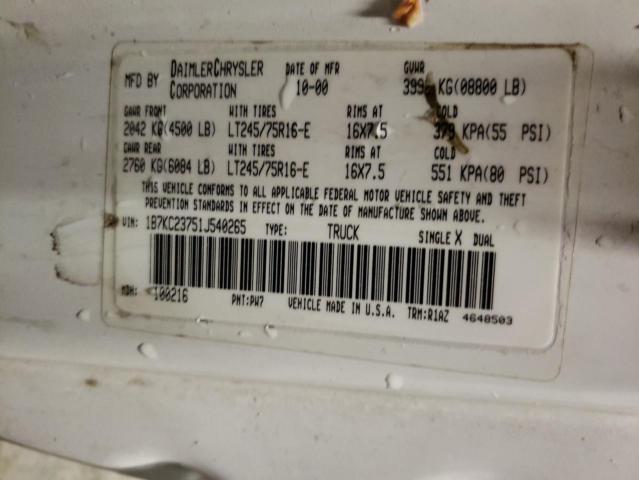 MFD BY DAIMLERCHRYSLER CORPORATION DATE OF MFR 10-00 GVWR KG(08800 LB)
GAWR FRONT WITH TIRES RIMS AT COLD
2042 KG(4500 LB) LT245/75R16-E 16X7.5 379 KPA(55 PSI)
GAWR REAR WITH TIRES RIMS AT COLD
2760 KG(6084 LB) LT245/75R16-E 16X7.5 551 KPA(80 PSI)
THIS VEHICLE CONFORMS TO ALL APPLICABLE FEDERAL MOTOR VEHICLE SAFETY AND THEFT
PREVENTION STANDARDS IN EFFECT ON THE DATE OF MANUFACTURE SHOWN ABOVE.
VIN: 1B7KC23751J540265 TYPE: TRUCK SINGLE X DUAL
MDH: 100216 PNT:PW7 VEHICLE MADE IN U.S.A. TRM:R1AZ 4648503